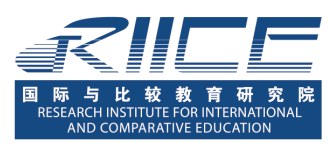 RIICE
国际与比较教育研究院
RESEARCH INSTITUTE FOR INTERNATIONAL
AND COMPARATIVE EDUCATION